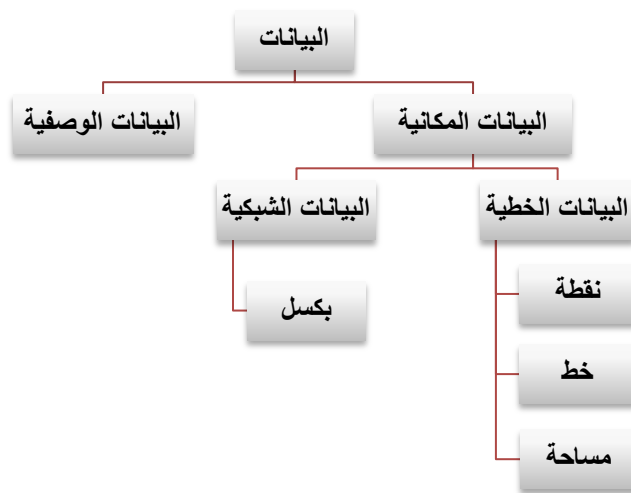 البيانات
البيانات المكانية
البيانات الوصفية
البيانات الخطية
البيانات الشبكية
نقطة
بكسل
خط
مساحة